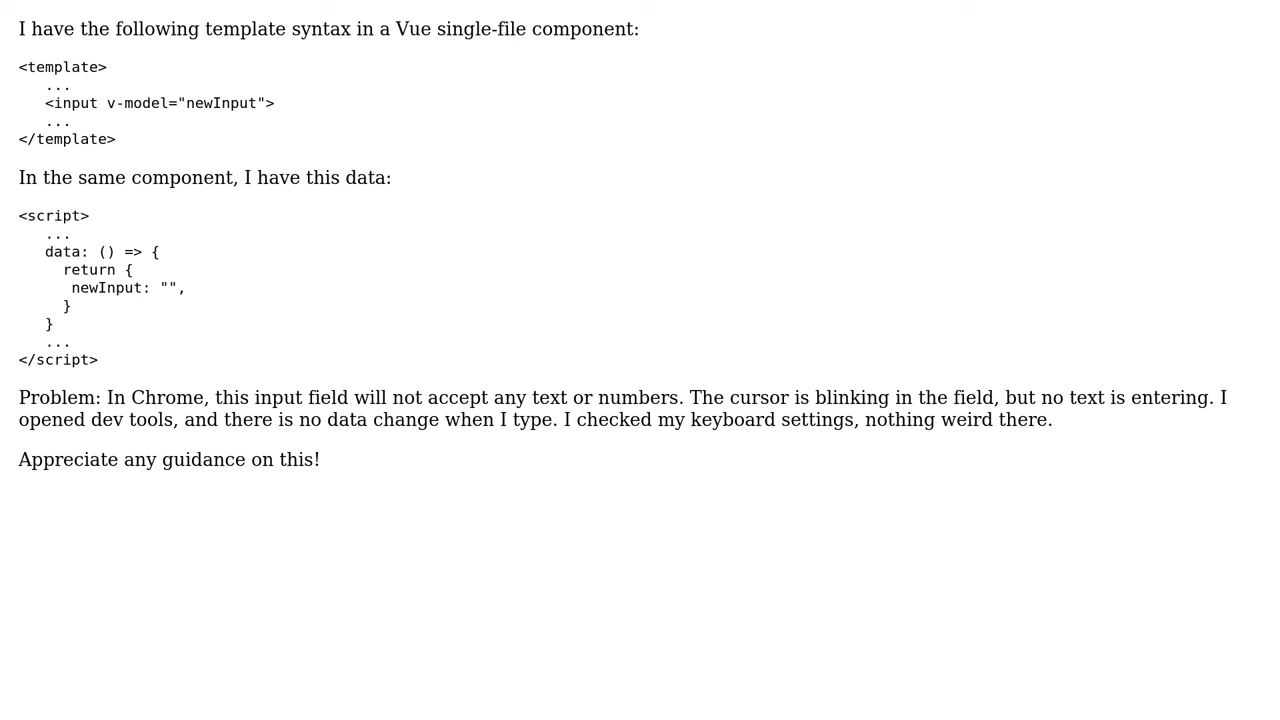 I have the following template syntax in a Vue single-file component:
<template>
   ...
   <input v-model="newInput">
   ...
</template>
In the same component, I have this data:
<script>
   ...
   data: () => {
     return {
      newInput: "",
     }
   }
   ...
</script>
Problem: In Chrome, this input field will not accept any text or numbers. The cursor is blinking in the field, but no text is entering. I
opened dev tools, and there is no data change when I type. I checked my keyboard settings, nothing weird there.
Appreciate any guidance on this!